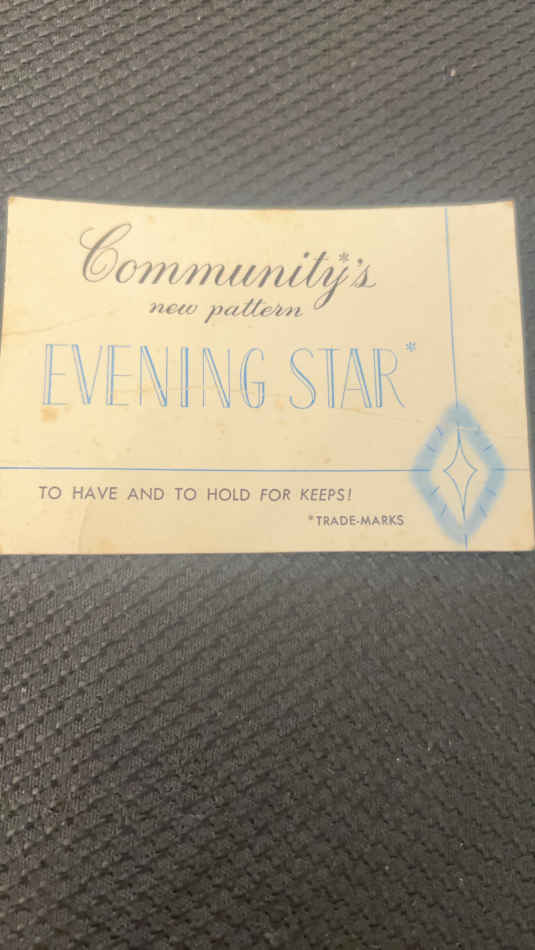 Community*'s
new pattern
EVENING STAR*
TO HAVE AND TO HOLD FOR KEEPS!
*TRADE-MARKS